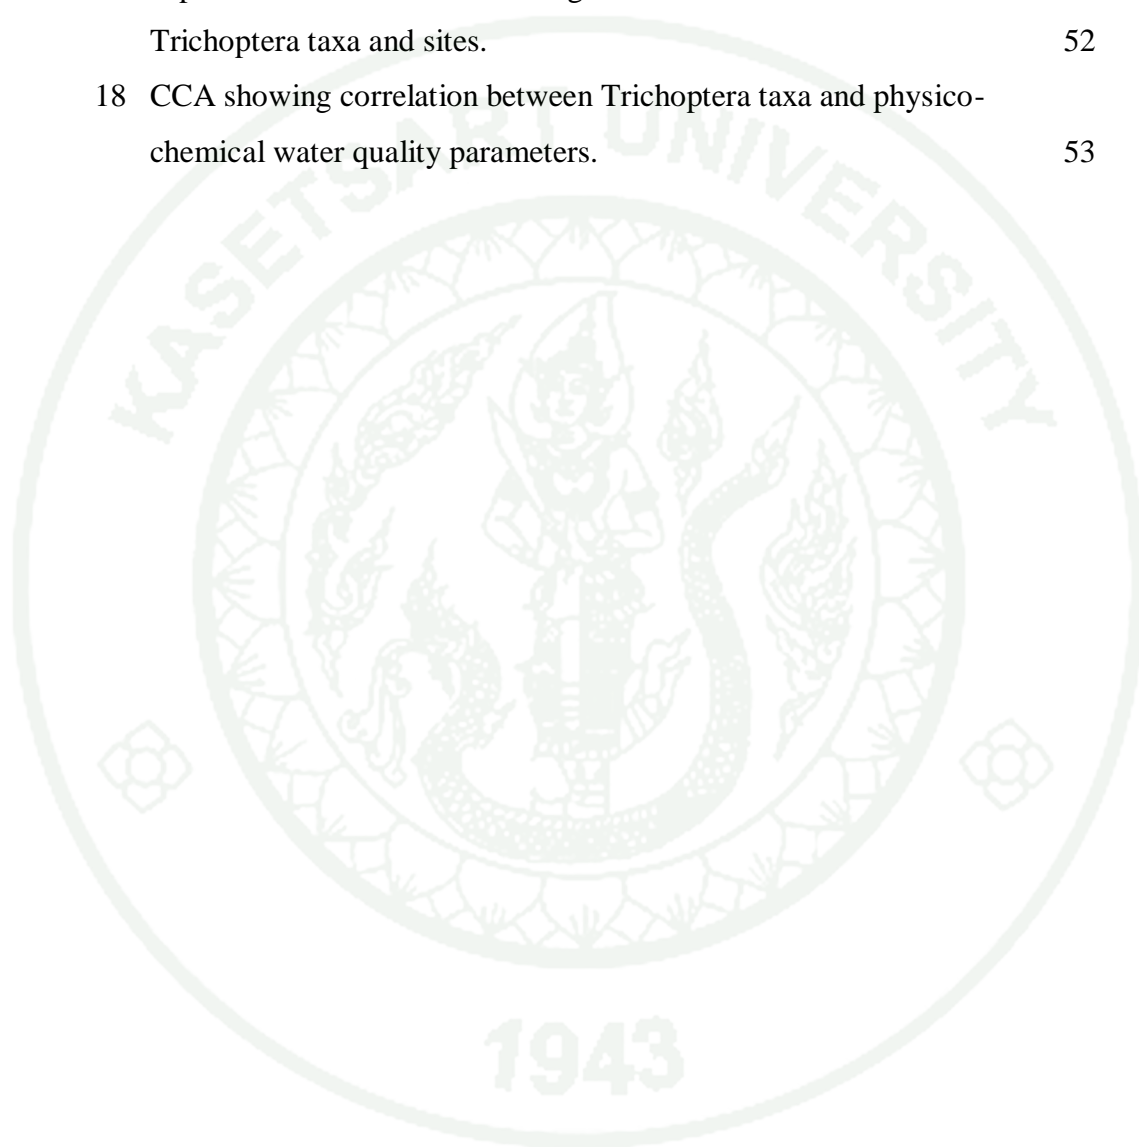 Trichoptera taxa and sites. 52
18 CCA showing correlation between Trichoptera taxa and physico-
chemical water quality parameters. 53
KASETSART UNIVERSITY
1943